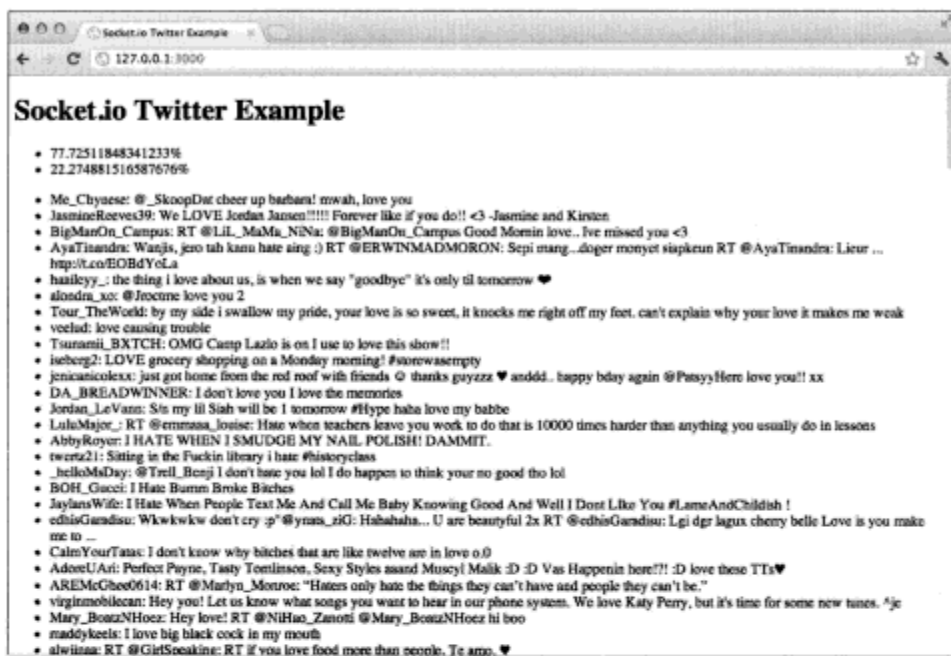 Socket.io Twitter Example
127.0.0.1:3000
Socket.io Twitter Example
• 77.72511848341233%
• 22.274881516587676%
• Me_Chynese: @_SkoopDat cheer up barbara! mwah, love you
• JasmineReeves39: We LOVE Jordan Jansen!!!!! Forever like if you do!! <3 -Jasmine and Kirsten
• BigManOn_Campus: RT @LiL_MaMa_NiNa: @BigManOn_Campus Good Mornin love.. Ive missed you <3
• AyaTinandra: Wanjis, jero tah kanu hate aing :) RT @ERWINMADMORON: Sepi mang...doger monyet siapkeun RT @AyaTinandra: Lieur ...
http://t.co/EOBdYoLa
• haaileyy_: the thing i love about us, is when we say "goodbye" it's only til tomorrow ♥
• alondra_xo: @Jrocme love you 2
• Tour_TheWorld: by my side i swallow my pride, your love is so sweet, it knocks me right off my feet. can't explain why your love it makes me weak
• veelud: love causing trouble
• Tsunamii_BXTCH: OMG Camp Lazlo is on I use to love this show!!
• iseberg2: LOVE grocery shopping on a Monday morning! #storewasempty
• jenicanicolexx: just got home from the red roof with friends ☺ thanks guyzzz ♥ anddd.. happy bday again @PatsyyHere love you!! xx
• DA_BREADWINNER: I don't love you I love the memories
• Jordan_LeVann: S/s my lil Siah will be 1 tomorrow #Hype haha love my babbe
• LuluMajor_: RT @emmaaa_louise: Hate when teachers leave you work to do that is 10000 times harder than anything you usually do in lessons
• AbbyRoyer: I HATE WHEN I SMUDGE MY NAIL POLISH! DAMMIT.
• twertz21: Sitting in the Fuckin library i hate #historyclass
• _helloMsDay: @Trell_Benji I don't hate you lol I do happen to think your no good tho lol
• BOH_Gucci: I Hate Bumm Broke Bitches
• JaylansWife: I Hate When People Text Me And Call Me Baby Knowing Good And Well I Dont LIke You #LameAndChildish !
• edhisGamdisu: Wkwkwkw don't cry :p"@yrata_ziG: Hahahaha... U are beautyful 2x RT @edhisGamdisu: Lgi dgr lagux cherry belle Love is you make
me to ...
• CalmYourTatas: I don't know why bitches that are like twelve are in love o.0
• AdoreUAri: Perfect Payne, Tasty Tomlinson, Sexy Styles aaand Muscyl Malik :D :D Vas Happenin here!?! :D love these TTs♥
• AREMcGhee0614: RT @Marlyn_Monroe: “Haters only hate the things they can’t have and people they can’t be.”
• virginmobilecan: Hey you! Let us know what songs you want to hear in our phone system. We love Katy Perry, but it's time for some new tunes. ^je
• Mary_BoatzNHoez: Hey love! RT @NiHao_Zanotti @Mary_BoatzNHoez hi boo
• maddykeels: I love big black cock in my mouth
• alwiinaa: RT @GirlSpeaking: RT if you love food more than people. Te amo. ♥